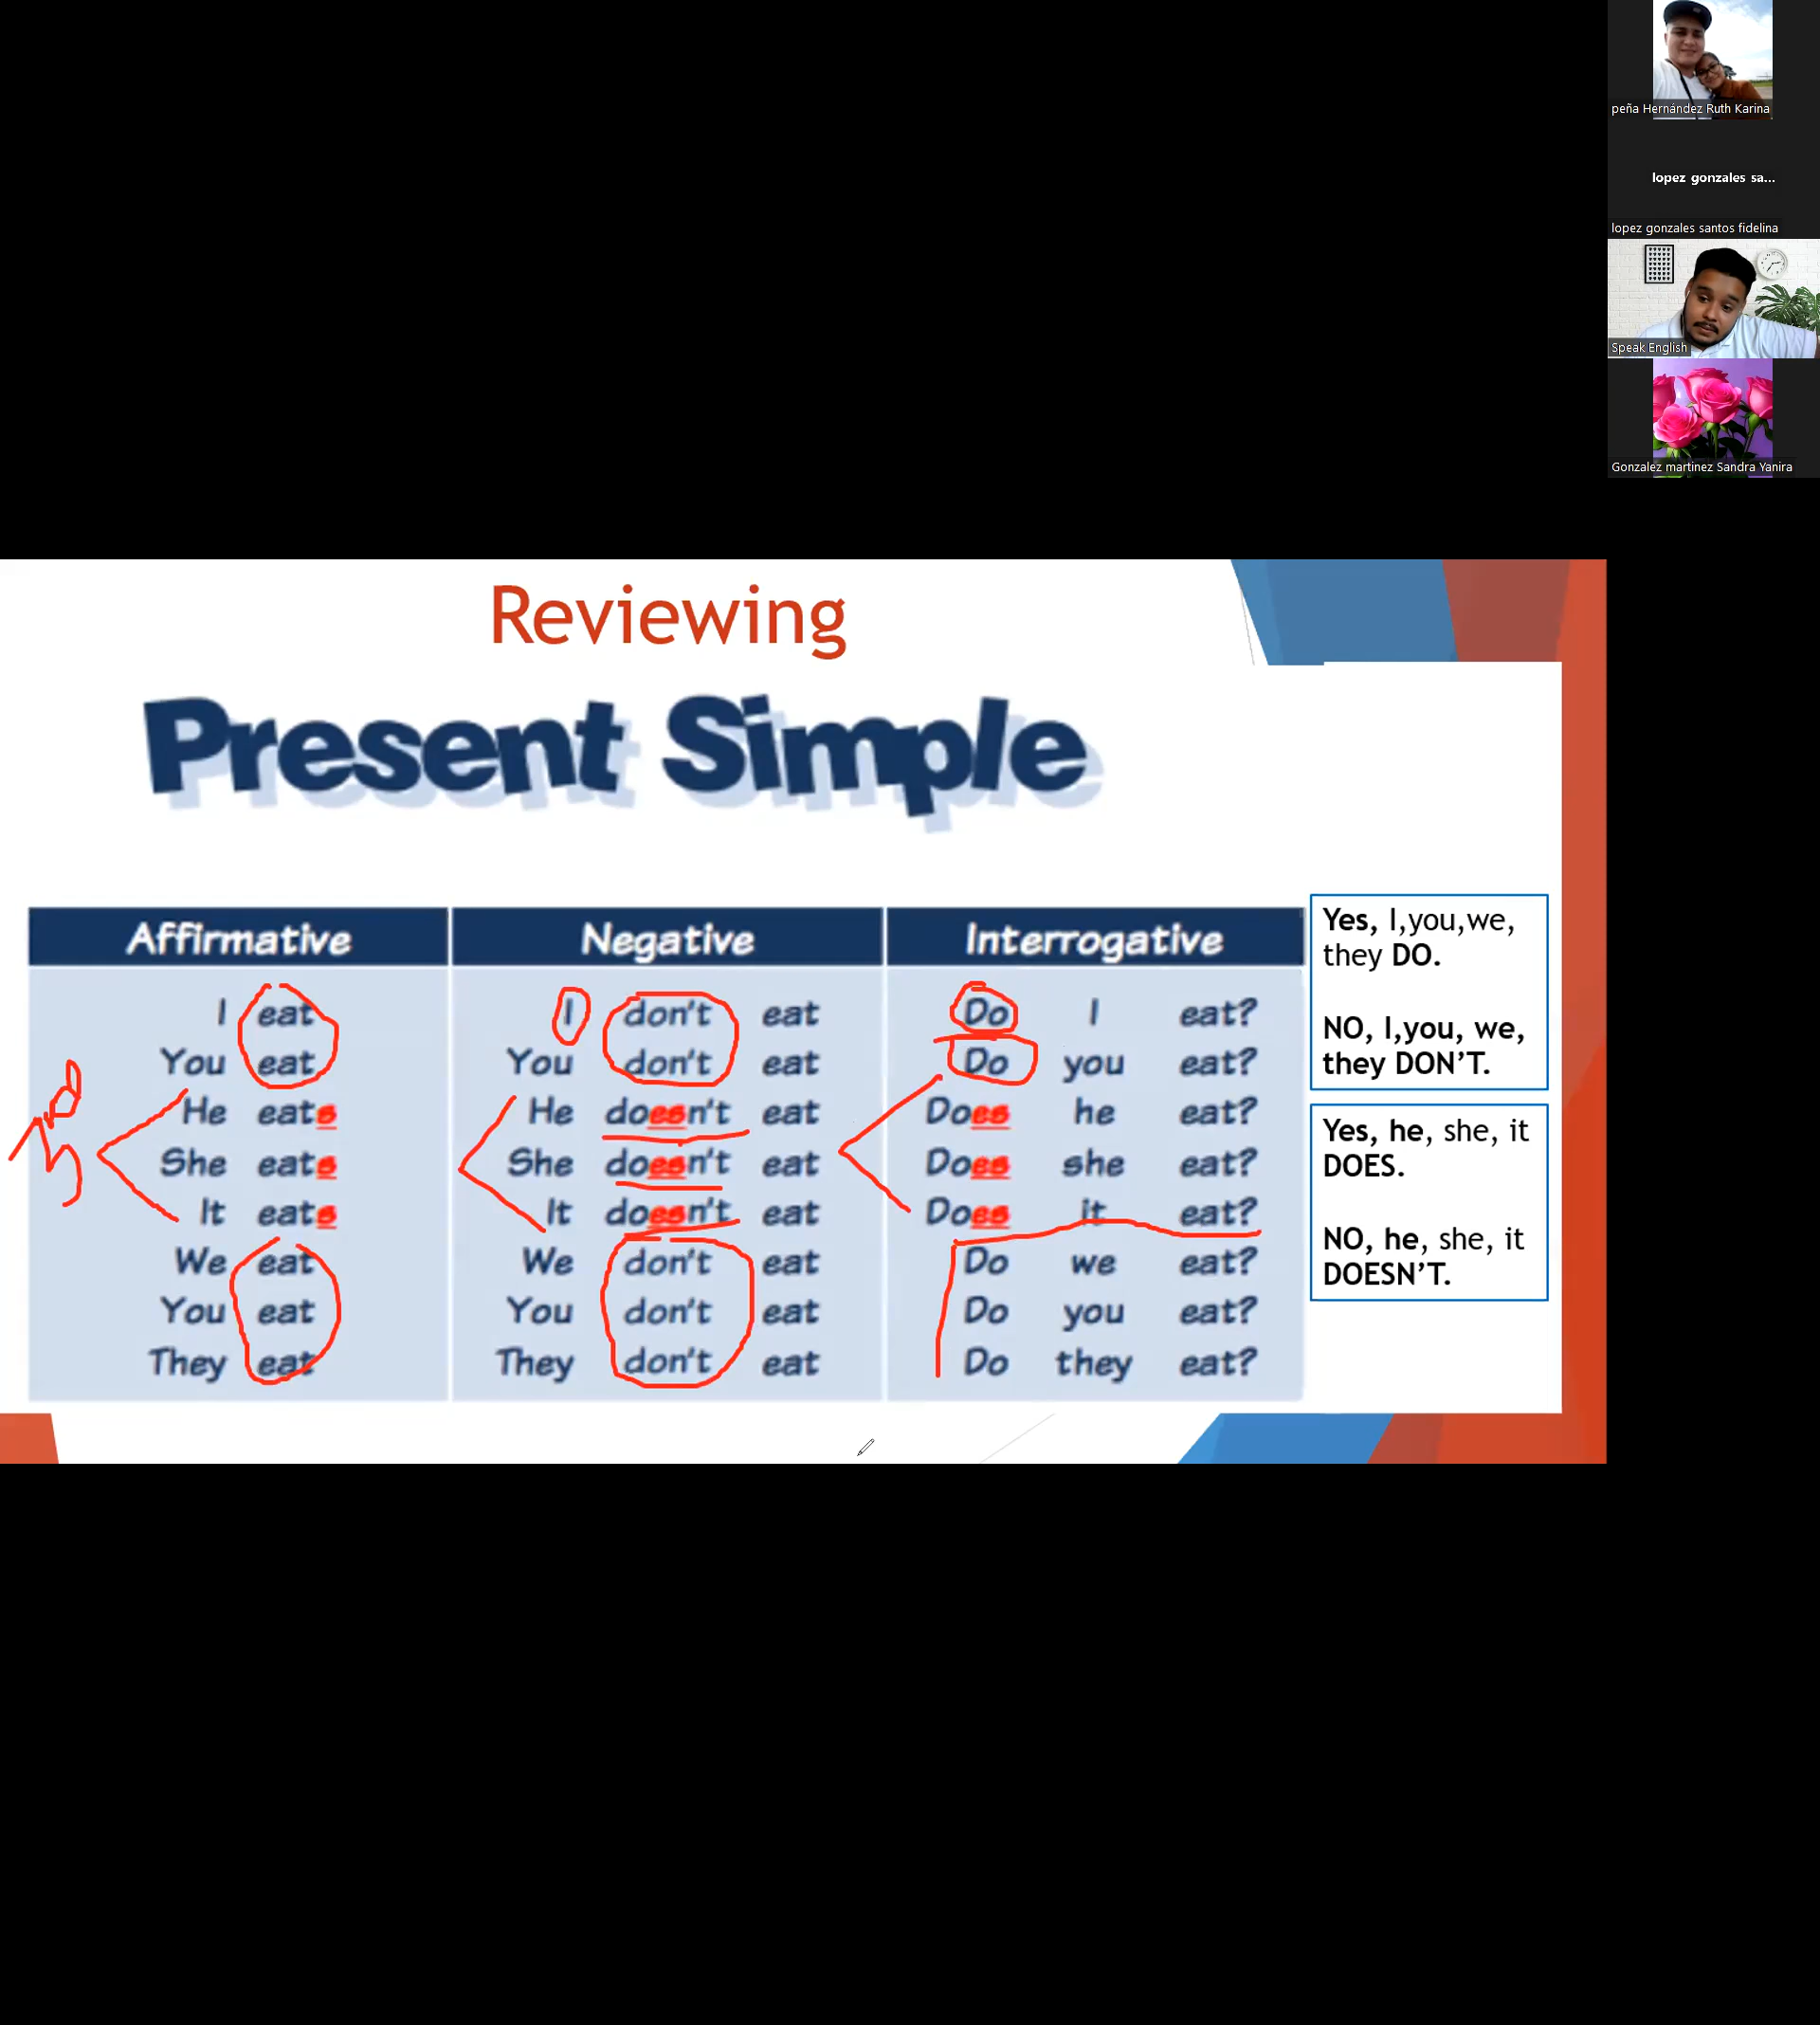 peña Hernández Ruth Karina
lopez gonzales sa...
lopez gonzales santos fidelina
Speak English
Gonzalez martinez Sandra Yanira
Reviewing
Present Simple
Affirmative Negative Interrogative
I eat I don't eat Do I eat?
You eat You don't eat Do you eat?
He eats He doesn't eat Does he eat?
She eats She doesn't eat Does she eat?
It eats It doesn't eat Does it eat?
We eat We don't eat Do we eat?
You eat You don't eat Do you eat?
They eat They don't eat Do they eat?
Yes, I,you,we,
they DO.
NO, I,you, we,
they DON'T.
Yes, he, she, it
DOES.
NO, he, she, it
DOESN'T.